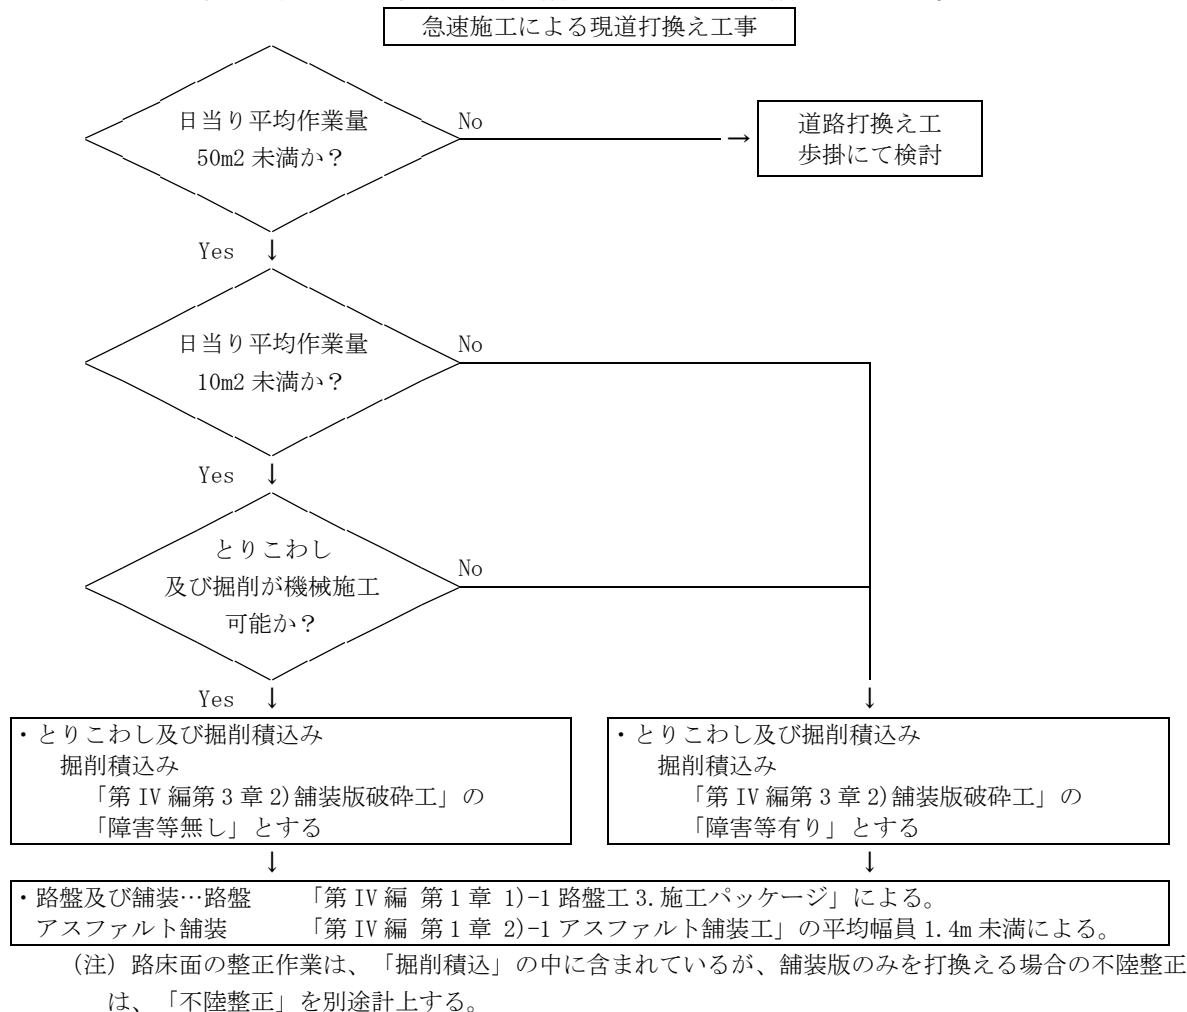 急速施工による現道打換え工事
日当り平均作業量
50m2 未満か？
No
→
道路打換え工
歩掛にて検討
Yes ↓
日当り平均作業量
10m2 未満か？
No
Yes ↓
とりこわし
及び掘削が機械施工
可能か？
No
Yes ↓
↓
・とりこわし及び掘削積込み
掘削積込み
「第 IV 編第 3 章 2)舗装版破砕工」の
「障害等無し」とする
・とりこわし及び掘削積込み
掘削積込み
「第 IV 編第 3 章 2)舗装版破砕工」の
「障害等有り」とする
↓
↓
・路盤及び舗装…路盤 「第 IV 編 第 1 章 1)-1 路盤工 3.施工パッケージ」による。
アスファルト舗装 「第 IV 編 第 1 章 2)-1 アスファルト舗装工」の平均幅員 1.4m 未満による。
（注）路床面の整正作業は、「掘削積込」の中に含まれているが、舗装版のみを打換える場合の不陸整正
は、「不陸整正」を別途計上する。